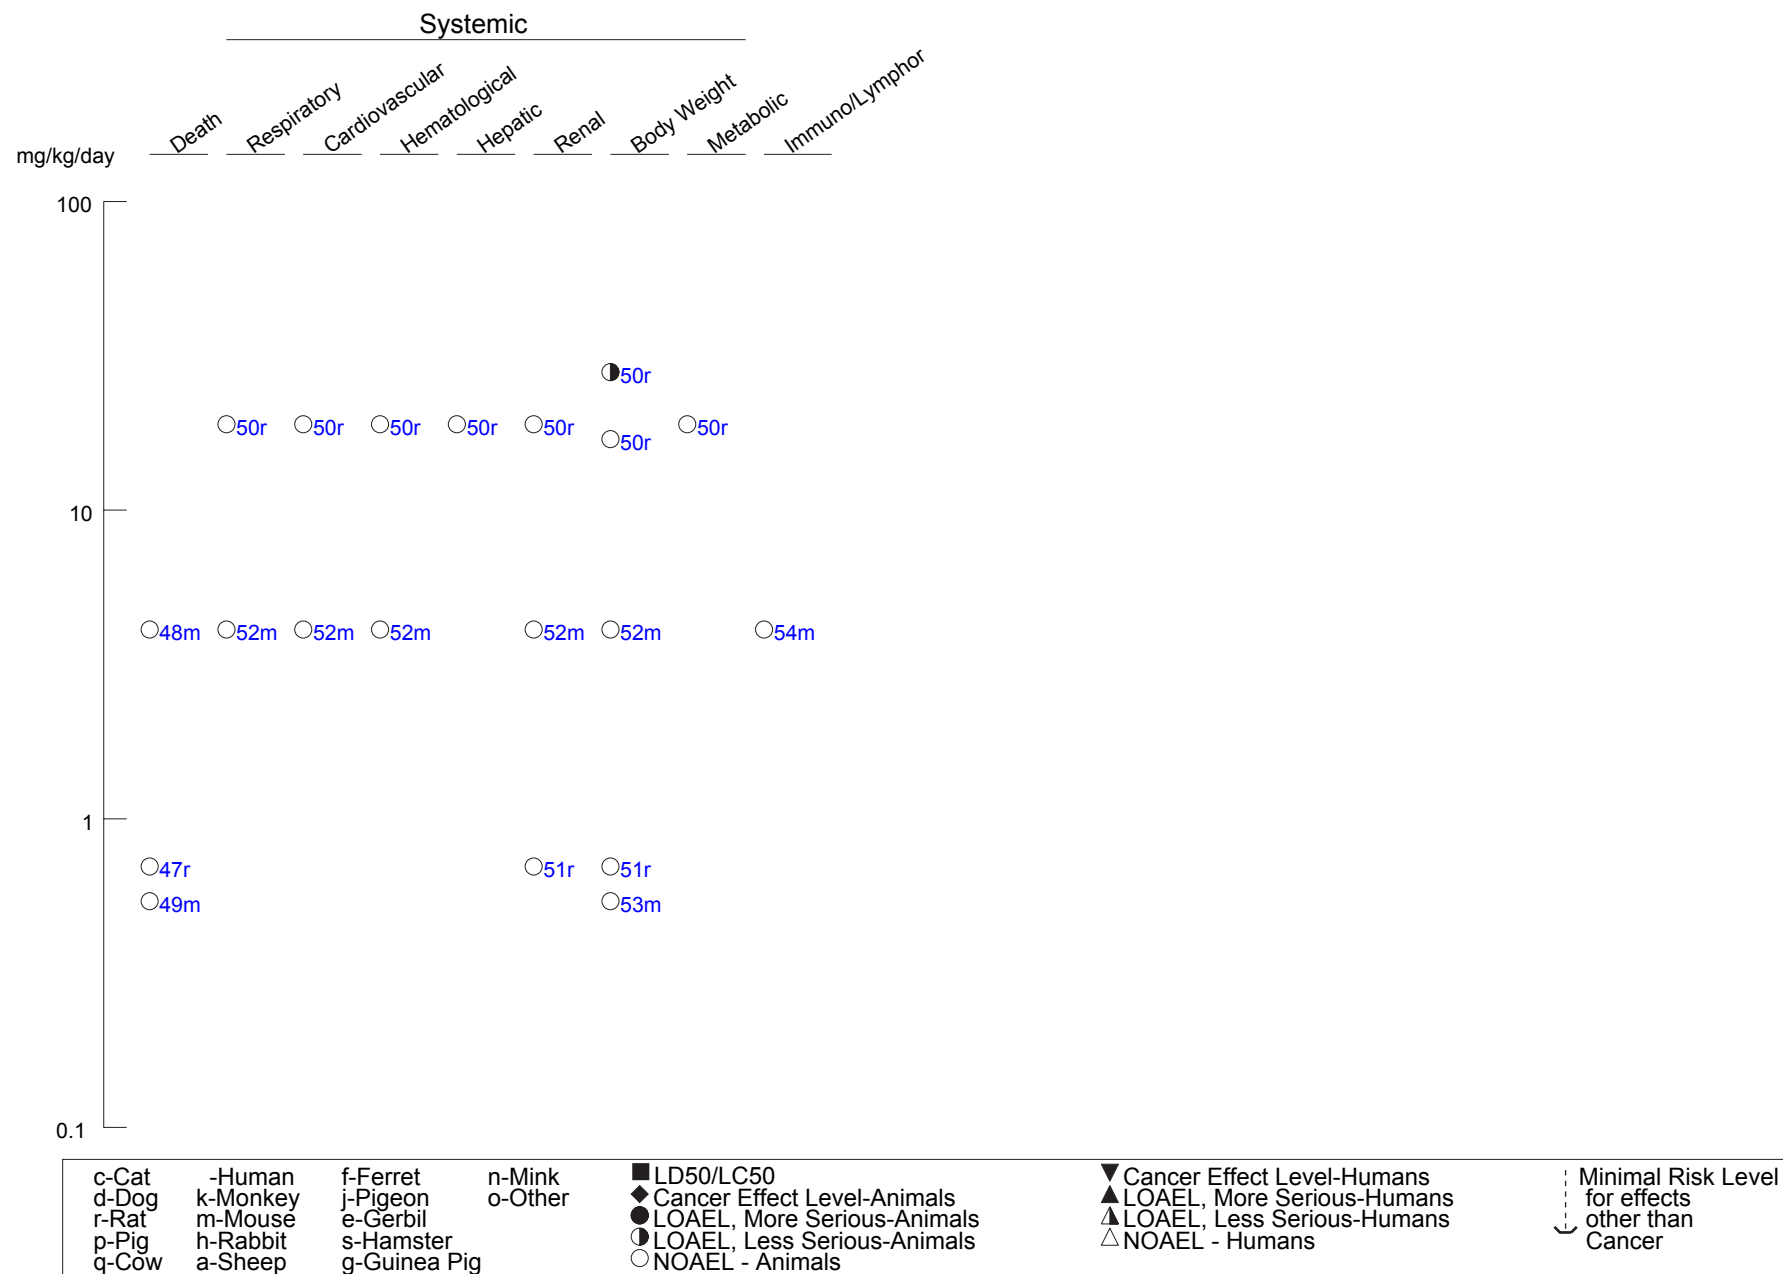 Systemic
Death Respiratory Cardiovascular Hematological Hepatic Renal Body Weight Metabolic Immuno/Lymphor
mg/kg/day
100
50r
50r 50r 50r 50r 50r 50r
50r
10
48m 52m 52m 52m 52m 52m 54m
1
47r 51r 51r
49m 53m
0.1
c-Cat -Human f-Ferret n-Mink LD50/LC50 Cancer Effect Level-Humans Minimal Risk Level
d-Dog k-Monkey j-Pigeon o-Other Cancer Effect Level-Animals LOAEL, More Serious-Humans for effects
r-Rat m-Mouse e-Gerbil LOAEL, More Serious-Animals LOAEL, Less Serious-Humans other than
p-Pig h-Rabbit s-Hamster LOAEL, Less Serious-Animals NOAEL - Humans Cancer
q-Cow a-Sheep g-Guinea Pig NOAEL - Animals